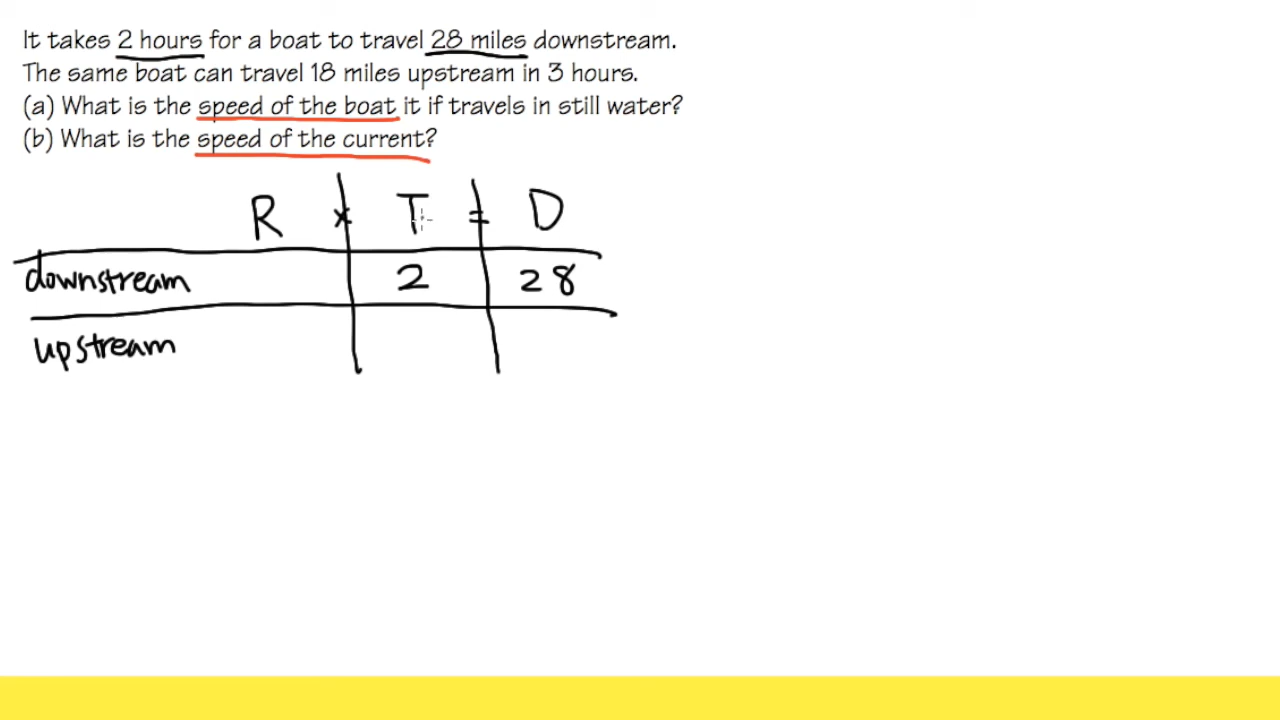 It takes 2 hours for a boat to travel 28 miles downstream.
The same boat can travel 18 miles upstream in 3 hours.
(a) What is the speed of the boat it if travels in still water?
(b) What is the speed of the current?
R × T = D
downstream 2 28
upstream